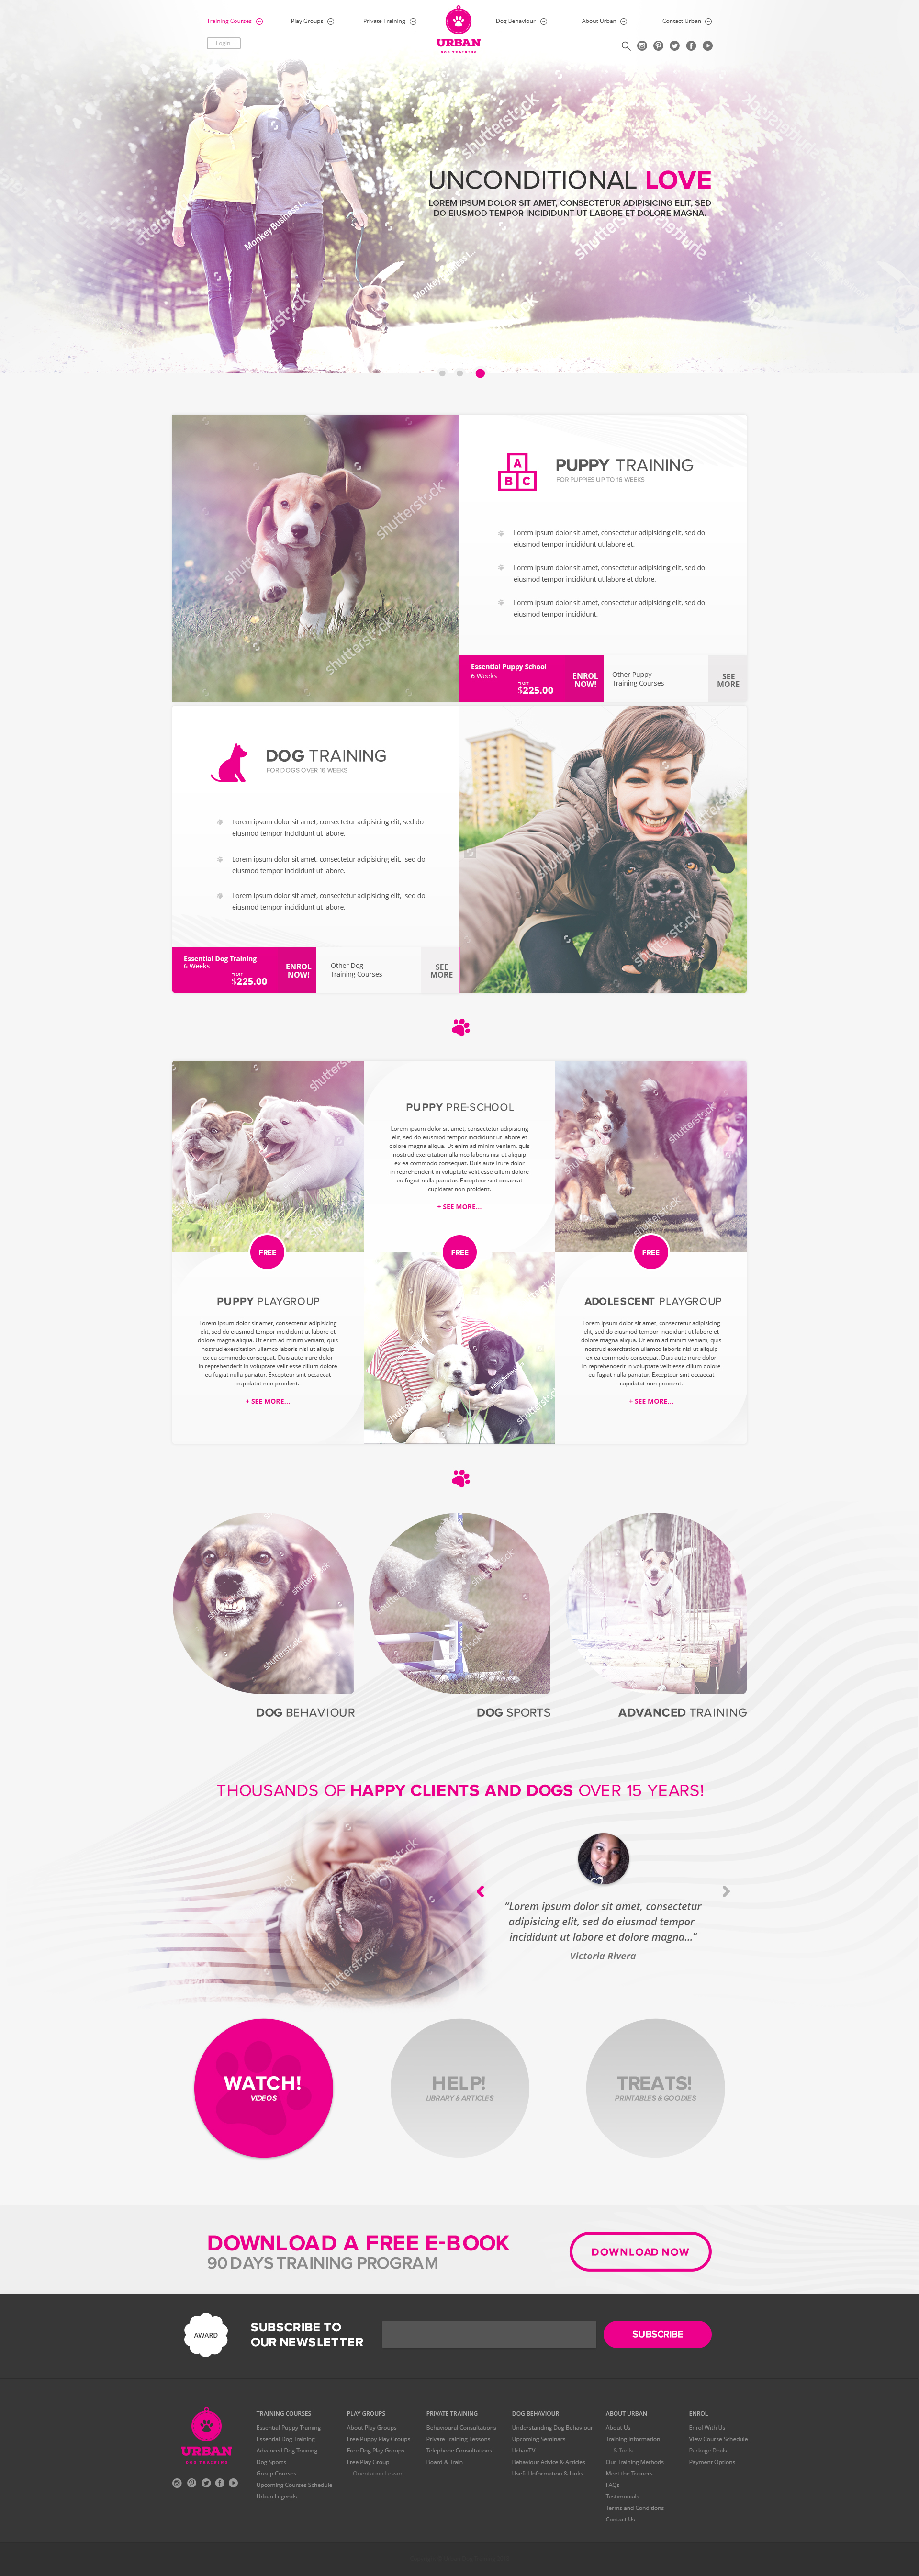 Training Courses
Play Groups
Private Training
URBAN
DOG TRAINING
Dog Behaviour
About Urban
Contact Urban
Login
UNCONDITIONAL LOVE
LOREM IPSUM DOLOR SIT AMET, CONSECTETUR ADIPISICING ELIT, SED
DO EIUSMOD TEMPOR INCIDIDUNT UT LABORE ET DOLORE MAGNA.
shutterstock
MonkeyBusiness
PUPPY TRAINING
FOR PUPPIES UP TO 16 WEEKS
A
B C
Lorem ipsum dolor sit amet, consectetur adipisicing elit, sed do
eiusmod tempor incididunt ut labore et.
Lorem ipsum dolor sit amet, consectetur adipisicing elit, sed do
eiusmod tempor incididunt ut labore et dolore.
Lorem ipsum dolor sit amet, consectetur adipisicing elit, sed do
eiusmod tempor incididunt.
Essential Puppy School
6 Weeks
From
$225.00
ENROL
NOW!
Other Puppy
Training Courses
SEE
MORE
DOG TRAINING
FOR DOGS OVER 16 WEEKS
Lorem ipsum dolor sit amet, consectetur adipisicing elit, sed do
eiusmod tempor incididunt ut labore.
Lorem ipsum dolor sit amet, consectetur adipisicing elit, sed do
eiusmod tempor incididunt ut labore.
Lorem ipsum dolor sit amet, consectetur adipisicing elit, sed do
eiusmod tempor incididunt ut labore.
Essential Dog Training
6 Weeks
From
$225.00
ENROL
NOW!
Other Dog
Training Courses
SEE
MORE
PUPPY PRE-SCHOOL
Lorem ipsum dolor sit amet, consectetur adipisicing
elit, sed do eiusmod tempor incididunt ut labore et
dolore magna aliqua. Ut enim ad minim veniam, quis
nostrud exercitation ullamco laboris nisi ut aliquip
ex ea commodo consequat. Duis aute irure dolor
in reprehenderit in voluptate velit esse cillum dolore
eu fugiat nulla pariatur. Excepteur sint occaecat
cupidatat non proident.
+ SEE MORE...
FREE
FREE
FREE
PUPPY PLAYGROUP
Lorem ipsum dolor sit amet, consectetur adipisicing
elit, sed do eiusmod tempor incididunt ut labore et
dolore magna aliqua. Ut enim ad minim veniam, quis
nostrud exercitation ullamco laboris nisi ut aliquip
ex ea commodo consequat. Duis aute irure dolor
in reprehenderit in voluptate velit esse cillum dolore
eu fugiat nulla pariatur. Excepteur sint occaecat
cupidatat non proident.
+ SEE MORE...
ADOLESCENT PLAYGROUP
Lorem ipsum dolor sit amet, consectetur adipisicing
elit, sed do eiusmod tempor incididunt ut labore et
dolore magna aliqua. Ut enim ad minim veniam, quis
nostrud exercitation ullamco laboris nisi ut aliquip
ex ea commodo consequat. Duis aute irure dolor
in reprehenderit in voluptate velit esse cillum dolore
eu fugiat nulla pariatur. Excepteur sint occaecat
cupidatat non proident.
+ SEE MORE...
DOG BEHAVIOUR
DOG SPORTS
ADVANCED TRAINING
THOUSANDS OF HAPPY CLIENTS AND DOGS OVER 15 YEARS!
“Lorem ipsum dolor sit amet, consectetur
adipisicing elit, sed do eiusmod tempor
incididunt ut labore et dolore magna...”
Victoria Rivera
WATCH!
VIDEOS
HELP!
LIBRARY & ARTICLES
TREATS!
PRINTABLES & GOODIES
DOWNLOAD A FREE E-BOOK
90 DAYS TRAINING PROGRAM
DOWNLOAD NOW
AWARD
SUBSCRIBE TO
OUR NEWSLETTER
SUBSCRIBE
URBAN
DOG TRAINING
TRAINING COURSES
Essential Puppy Training
Essential Dog Training
Advanced Dog Training
Dog Sports
Group Courses
Upcoming Courses Schedule
Urban Legends
PLAY GROUPS
About Play Groups
Free Puppy Play Groups
Free Dog Play Groups
Free Play Group
Orientation Lesson
PRIVATE TRAINING
Behavioural Consultations
Private Training Lessons
Telephone Consultations
Board & Train
DOG BEHAVIOUR
Understanding Dog Behaviour
Upcoming Seminars
UrbanTV
Behaviour Advice & Articles
Useful Information & Links
ABOUT URBAN
About Us
Training Information
& Tools
Our Training Methods
Meet the Trainers
FAQs
Testimonials
Terms and Conditions
Contact Us
ENROL
Enrol With Us
View Course Schedule
Package Deals
Payment Options